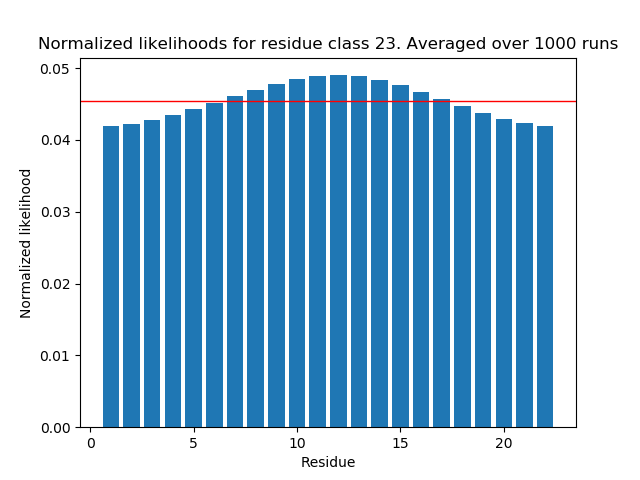 Normalized likelihoods for residue class 23. Averaged over 1000 runs
0.05
0.04
0.03
0.02
0.01
0.00
Normalized likelihood
0 5 10 15 20
Residue